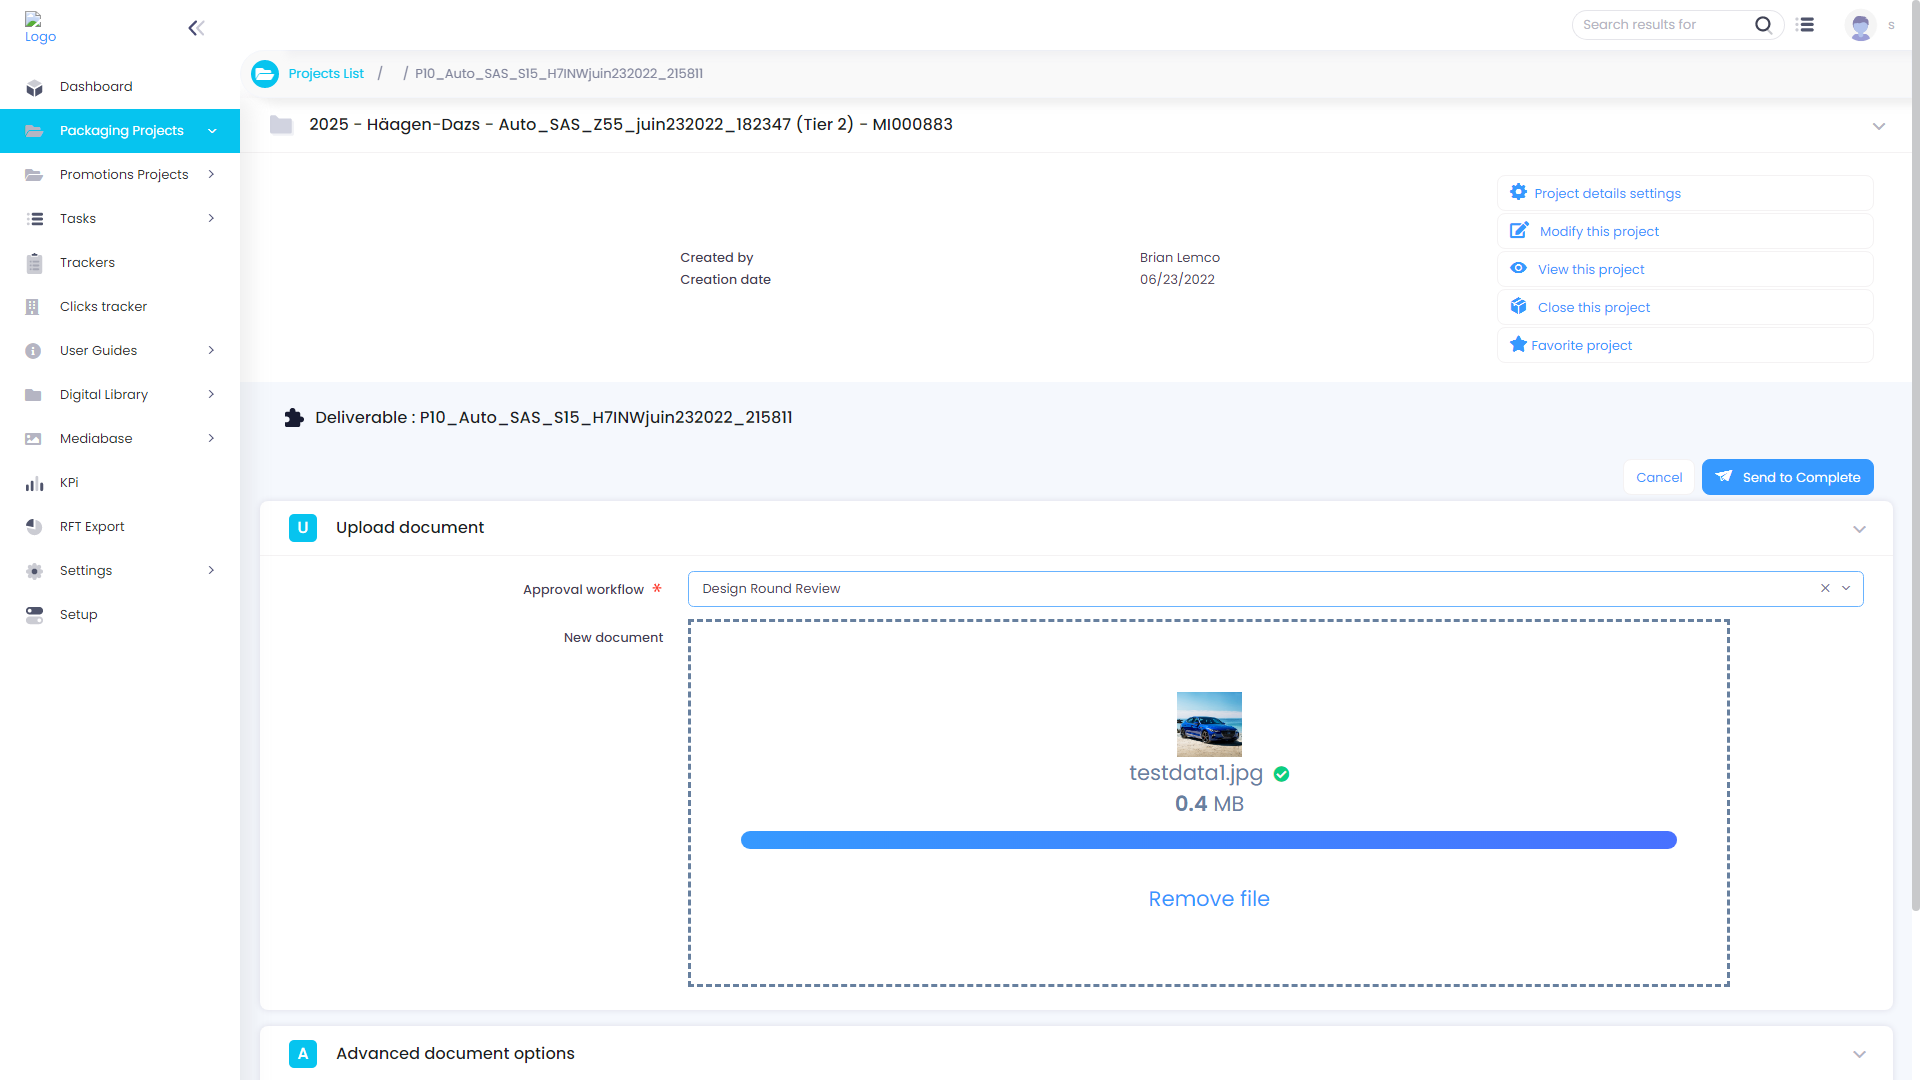 Logo
Search results for
s
Dashboard
Packaging Projects
Promotions Projects
Tasks
Trackers
Clicks tracker
User Guides
Digital Library
Mediabase
KPi
RFT Export
Settings
Setup
Projects List / / P10_Auto_SAS_S15_H7INWjuin232022_215811
2025 - Häagen-Dazs - Auto_SAS_Z55_juin232022_182347 (Tier 2) - MI000883
Created by Brian Lemco
Creation date 06/23/2022
Project details settings
Modify this project
View this project
Close this project
Favorite project
Deliverable : P10_Auto_SAS_S15_H7INWjuin232022_215811
Cancel
Send to Complete
U Upload document
Approval workflow * Design Round Review
New document
testdata1.jpg
0.4 MB
Remove file
A Advanced document options